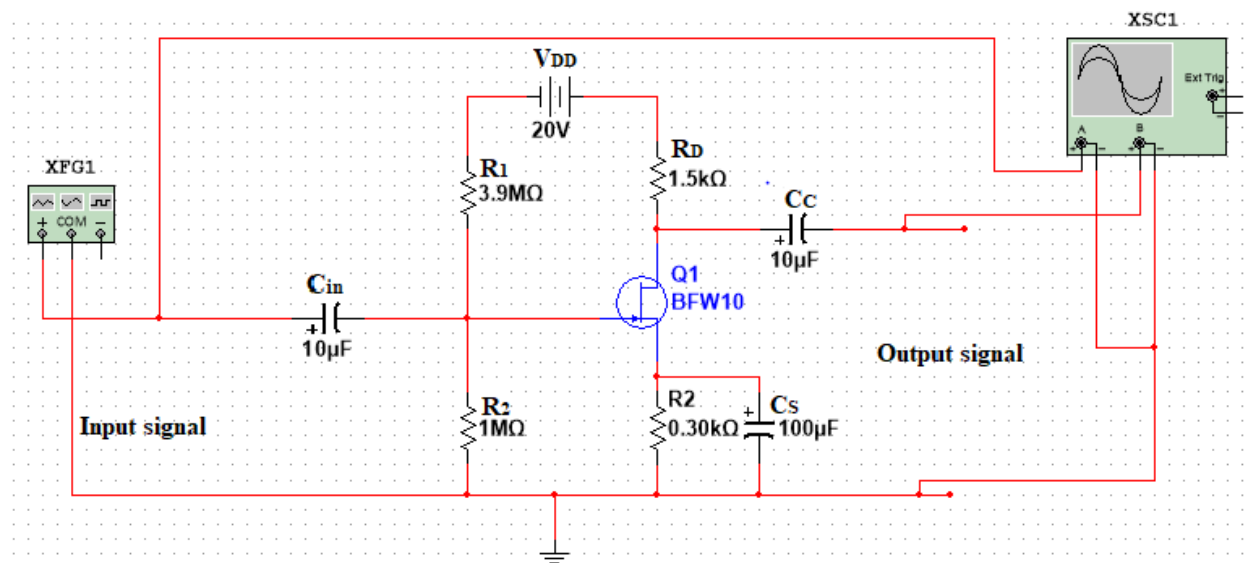 XSC1
Ext Trig
+
−
A
B
+ − + −
VDD
20V
R1
3.9MΩ
RD
1.5kΩ
XFG1
+ COM −
CC
+
10µF
Q1
BFW10
Cin
+
10µF
Output signal
Input signal
R2
1MΩ
R2
0.30kΩ
+
CS
100µF